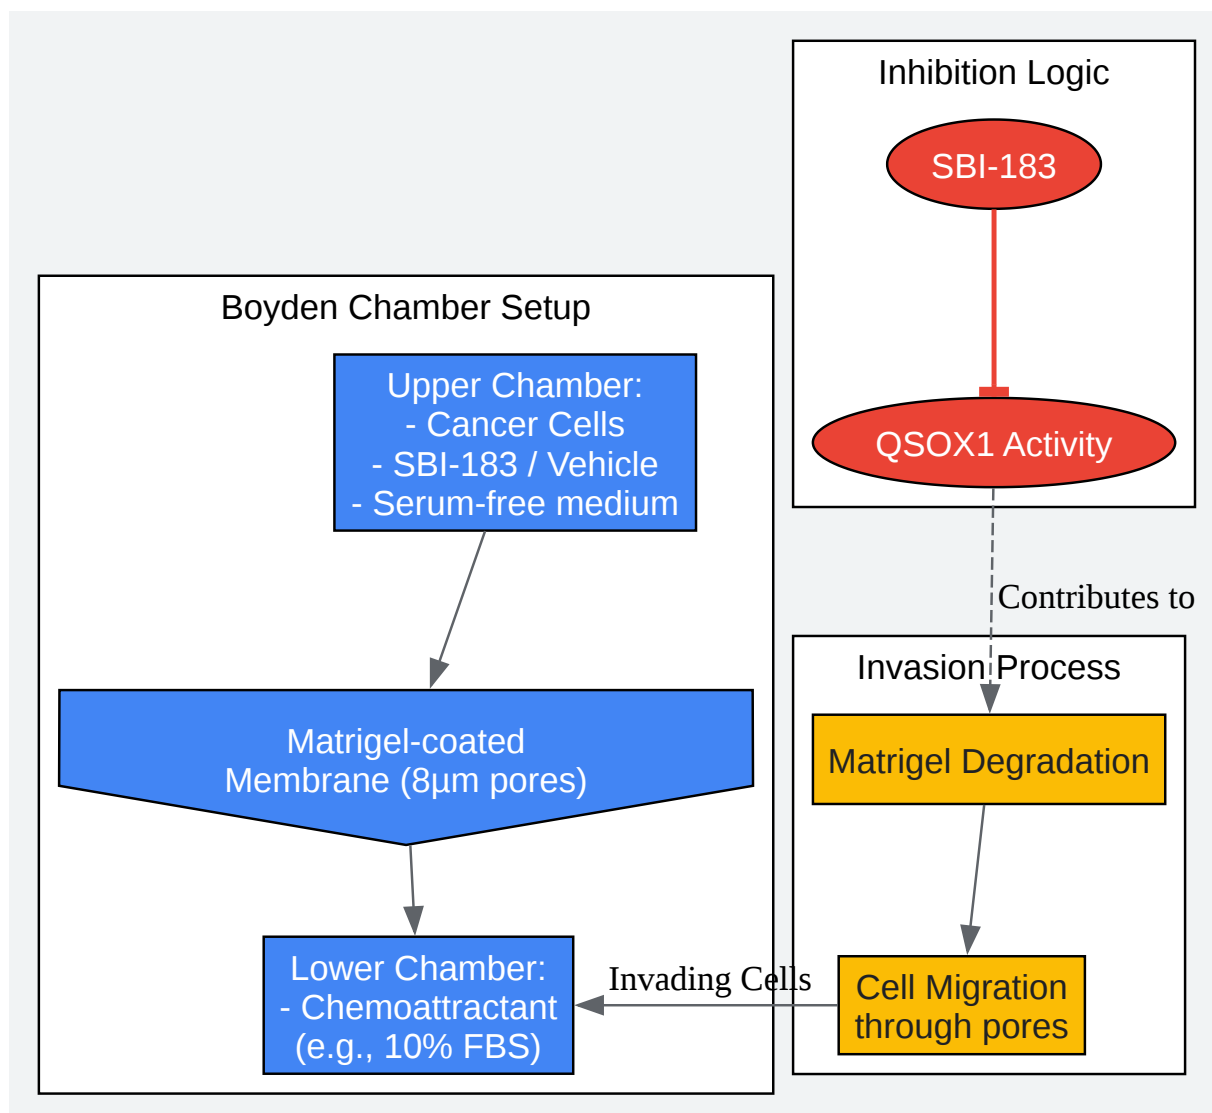 Inhibition Logic
SBI-183
QSOX1 Activity
Contributes to
Boyden Chamber Setup
Upper Chamber:
- Cancer Cells
- SBI-183 / Vehicle
- Serum-free medium
Matrigel-coated
Membrane (8µm pores)
Lower Chamber:
- Chemoattractant
(e.g., 10% FBS)
Invading Cells
Invasion Process
Matrigel Degradation
Cell Migration
through pores